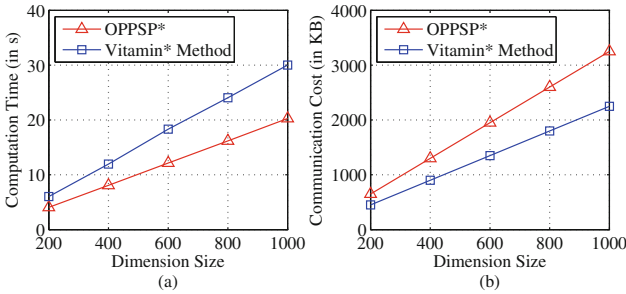 OPPSP*
Vitamin* Method
Computation Time (in s)
40
30
20
10
0
200 400 600 800 1000
Dimension Size
(a)
OPPSP*
Vitamin* Method
Communication Cost (in KB)
4000
3000
2000
1000
0
200 400 600 800 1000
Dimension Size
(b)